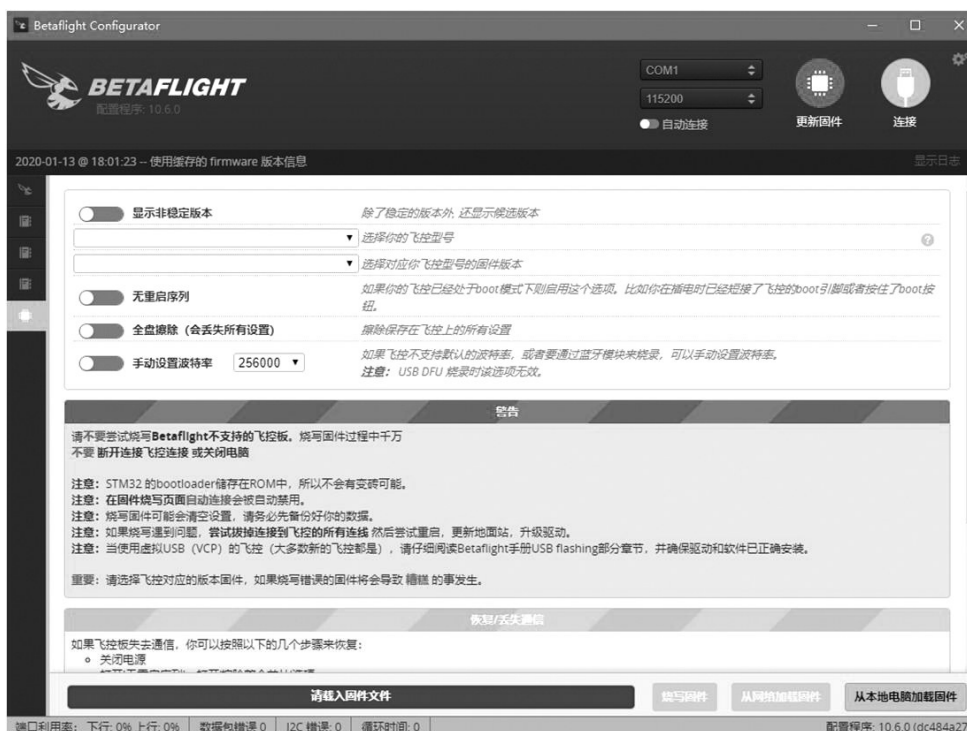 Betaflight Configurator
BETAFLIGHT
配置程序: 10.6.0
COM1
115200
自动连接
更新固件
连接
2020-01-13 @ 18:01:23 -- 使用缓存的 firmware 版本信息
显示日志
显示非稳定版本
除了稳定的版本外, 还显示候选版本
选择你的飞控型号
选择对应你飞控型号的固件版本
无重启序列
如果你的飞控已经处于boot模式下则启用这个选项。比如你在插电时已经短接了飞控的boot引脚或者按住了boot按
钮。
全盘擦除（会丢失所有设置）
擦除保存在飞控上的所有设置
手动设置波特率
256000
如果飞控不支持默认的波特率，或者要通过蓝牙模块来烧录，可以手动设置波特率。
注意： USB DFU 烧录时该选项无效。
警告
请不要尝试烧写Betaflight不支持的飞控板。烧写固件过程中千万
不要 断开连接飞控连接 或关闭电脑
注意：STM32 的bootloader储存在ROM中，所以不会有变砖可能。
注意：在固件烧写页面自动连接会被自动禁用。
注意：烧写固件可能会清空设置，请务必先备份好你的数据。
注意：如果烧写遇到问题，尝试拔掉连接到飞控的所有连线 然后尝试重启，更新地面站，升级驱动。
注意：当使用虚拟USB（VCP）的飞控（大多数新的飞控都是），请仔细阅读Betaflight手册USB flashing部分章节，并确保驱动和软件已正确安装。
重要：请选择飞控对应的版本固件，如果烧写错误的固件将会导致 糟糕 的事发生。
恢复/丢失通信
如果飞控板失去通信，你可以按照以下的几个步骤来恢复：
关闭电源
请载入固件文件
烧写固件
从网络加载固件
从本地电脑加载固件
端口利用率： 下行: 0% 上行: 0%
数据包错误 0
I2C 错误: 0
循环时间: 0
配置程序: 10.6.0 (dc484a27